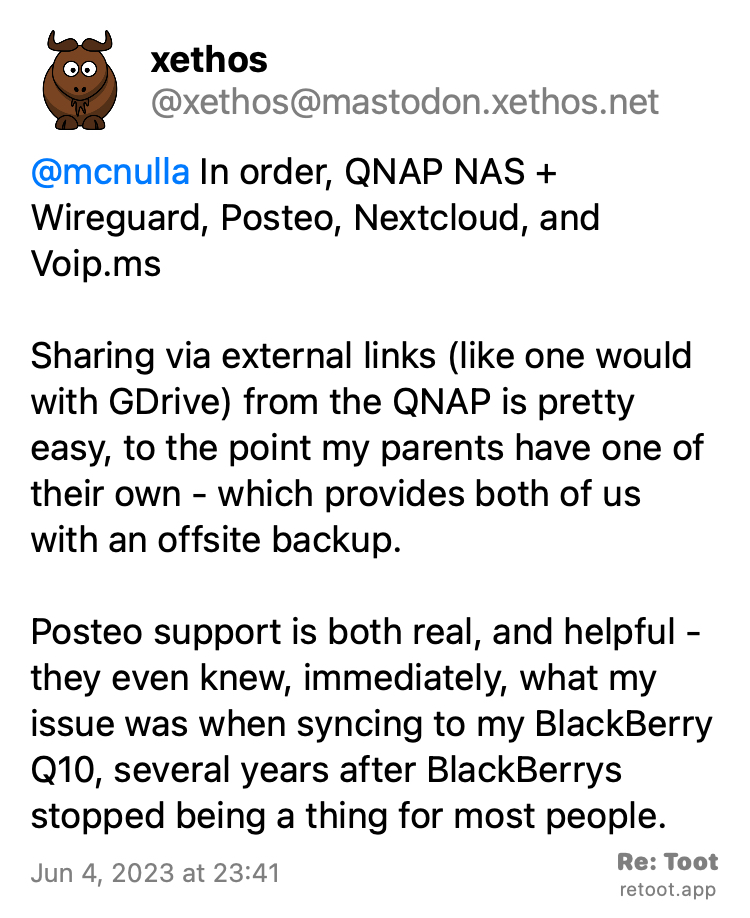 xethos
@xethos@mastodon.xethos.net
@mcnulla In order, QNAP NAS +
Wireguard, Posteo, Nextcloud, and
Voip.ms
Sharing via external links (like one would
with GDrive) from the QNAP is pretty
easy, to the point my parents have one of
their own - which provides both of us
with an offsite backup.
Posteo support is both real, and helpful -
they even knew, immediately, what my
issue was when syncing to my BlackBerry
Q10, several years after BlackBerrys
stopped being a thing for most people.
Jun 4, 2023 at 23:41
Re: Toot
retoot.app